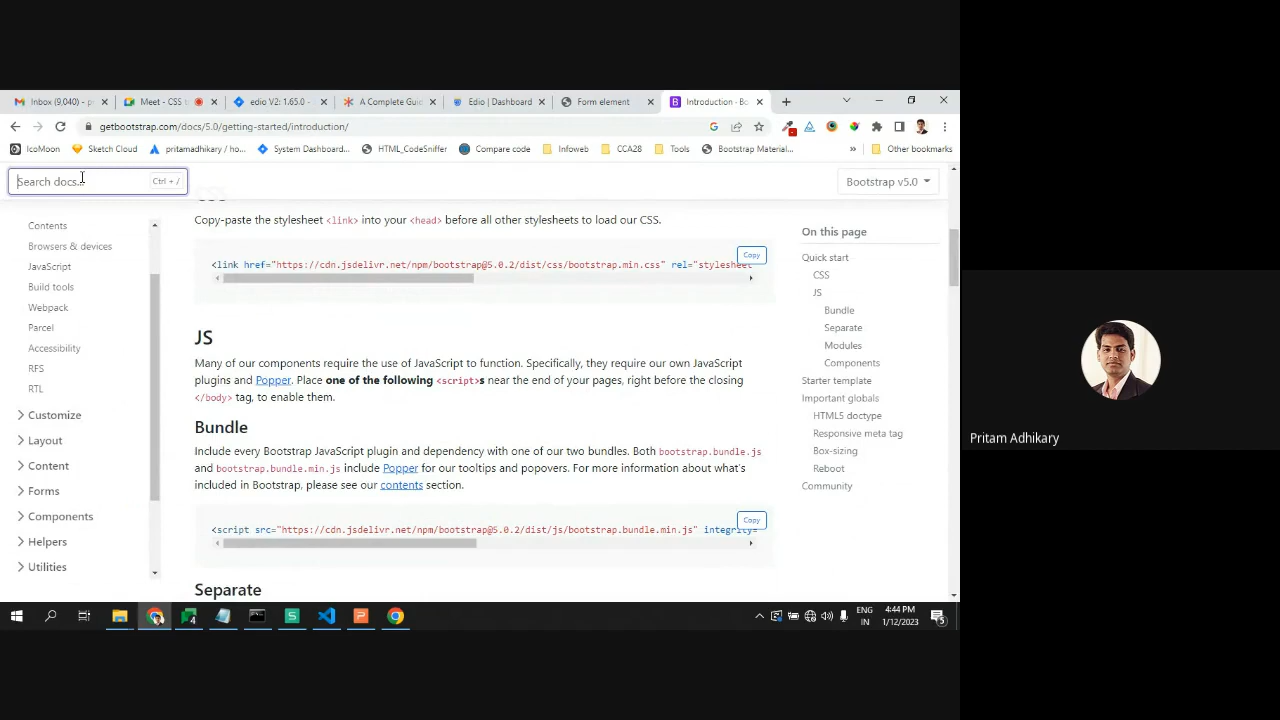 Inbox (9,040) - p
Meet - CSS t
edio V2: 1.65.0 -
A Complete Gui
Edio | Dashboard
Form element
Introduction · Bo
getbootstrap.com/docs/5.0/getting-started/introduction/
IcoMoon
Sketch Cloud
pritamadhikary / ho...
System Dashboard...
HTML_CodeSniffer
Compare code
Infoweb
CCA28
Tools
Bootstrap Material...
»
Other bookmarks
Search docs...
Ctrl + /
Bootstrap v5.0
Contents
Browsers & devices
JavaScript
Build tools
Webpack
Parcel
Accessibility
RFS
RTL
Customize
Layout
Content
Forms
Components
Helpers
Utilities
CSS
Copy-paste the stylesheet <link> into your <head> before all other stylesheets to load our CSS.
Copy
<link href="https://cdn.jsdelivr.net/npm/bootstrap@5.0.2/dist/css/bootstrap.min.css" rel="stylesheet"
JS
Many of our components require the use of JavaScript to function. Specifically, they require our own JavaScript
plugins and Popper. Place one of the following <script>s near the end of your pages, right before the closing
</body> tag, to enable them.
Bundle
Include every Bootstrap JavaScript plugin and dependency with one of our two bundles. Both bootstrap.bundle.js
and bootstrap.bundle.min.js include Popper for our tooltips and popovers. For more information about what's
included in Bootstrap, please see our contents section.
Copy
<script src="https://cdn.jsdelivr.net/npm/bootstrap@5.0.2/dist/js/bootstrap.bundle.min.js" integrity=
Separate
On this page
Quick start
CSS
JS
Bundle
Separate
Modules
Components
Starter template
Important globals
HTML5 doctype
Responsive meta tag
Box-sizing
Reboot
Community
Pritam Adhikary
ENG
IN
4:44 PM
1/12/2023
5